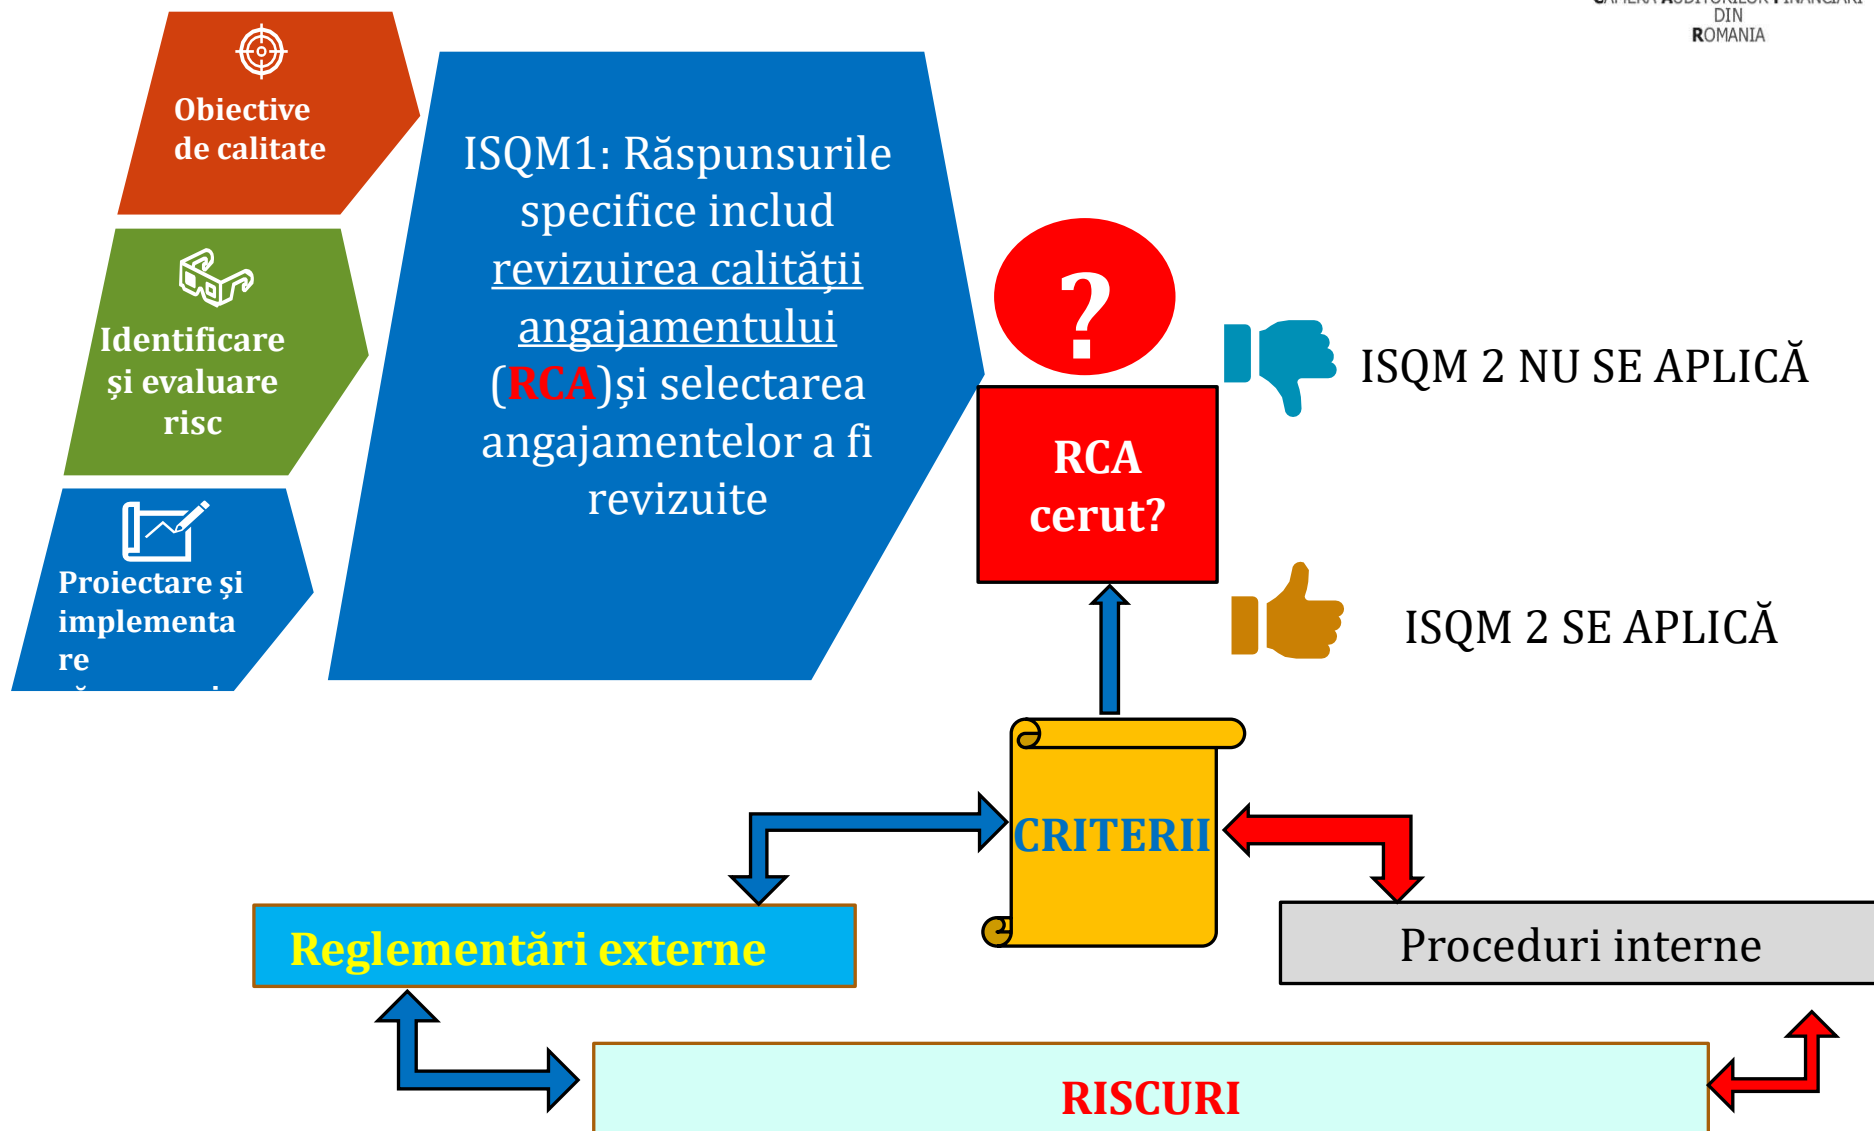 DIN
ROMANIA
Obiective
de calitate
Identificare
și evaluare
risc
Proiectare și
implementa
re
ISQM1: Răspunsurile
specifice includ
revizuirea calității
angajamentului
(RCA)și selectarea
angajamentelor a fi
revizuite
?
RCA
cerut?
ISQM 2 NU SE APLICĂ
ISQM 2 SE APLICĂ
CRITERII
Reglementări externe
Proceduri interne
RISCURI